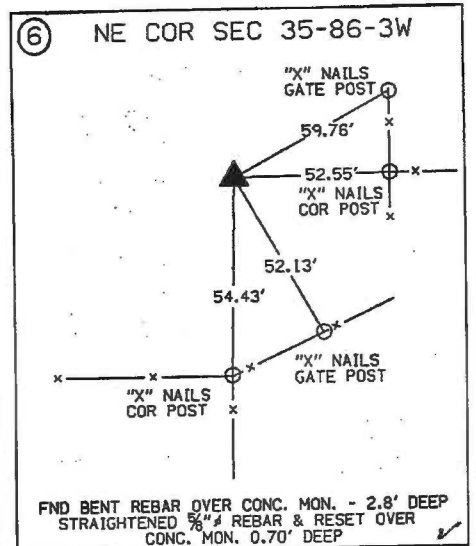 6 NE COR SEC 35-86-3W
"X" NAILS
GATE POST
59.76'
52.55'
"X" NAILS
COR POST
52.13'
54.43'
"X" NAILS
GATE POST
"X" NAILS
COR POST
FND BENT REBAR OVER CONC. MON. - 2.8' DEEP
STRAIGHTENED ⅝"⌀ REBAR & RESET OVER
CONC. MON. 0.70' DEEP